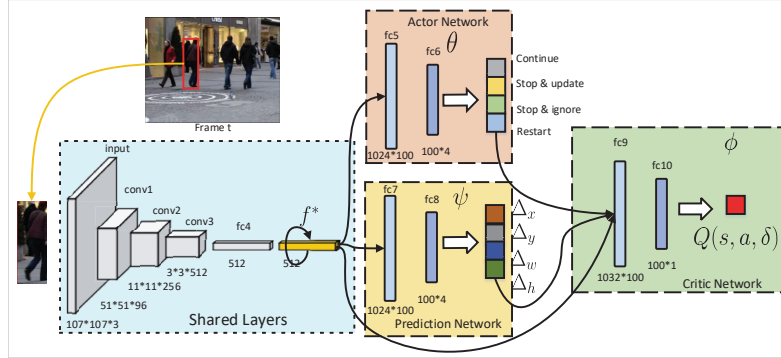 Frame t
input
conv1
conv2
conv3
fc4
f*
107*107*3
51*51*96
11*11*256
3*3*512
512
512
Shared Layers
Actor Network
fc5
fc6
θ
1024*100
100*4
Continue
Stop & update
Stop & ignore
Restart
fc7
fc8
ψ
1024*100
100*4
Δx
Δy
Δw
Δh
Prediction Network
fc9
fc10
ϕ
1032*100
100*1
Q(s, a, δ)
Critic Network